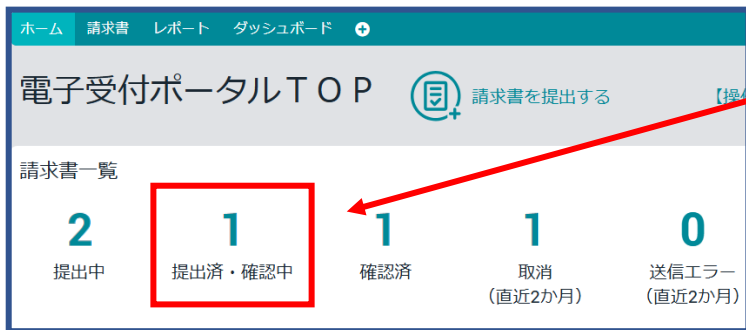 ホーム 請求書 レポート ダッシュボード
電子受付ポータルＴＯＰ 請求書を提出する 【操
請求書一覧
2 1 1 1 0
提出中 提出済・確認中 確認済 取消 送信エラー
（直近2か月） （直近2か月）